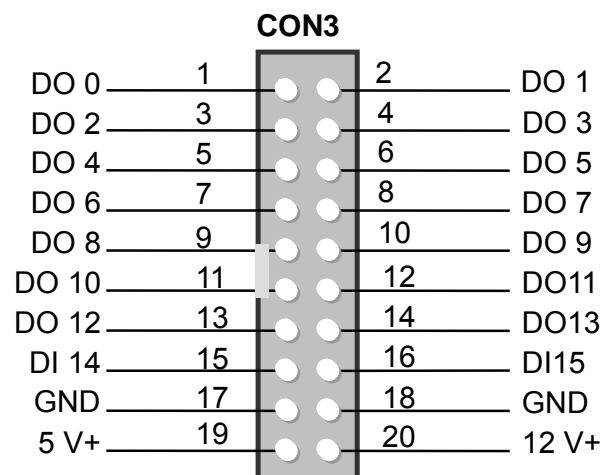 CON3
DO 0 1 2 DO 1
DO 2 3 4 DO 3
DO 4 5 6 DO 5
DO 6 7 8 DO 7
DO 8 9 10 DO 9
DO 10 11 12 DO11
DO 12 13 14 DO13
DI 14 15 16 DI15
GND 17 18 GND
5 V+ 19 20 12 V+